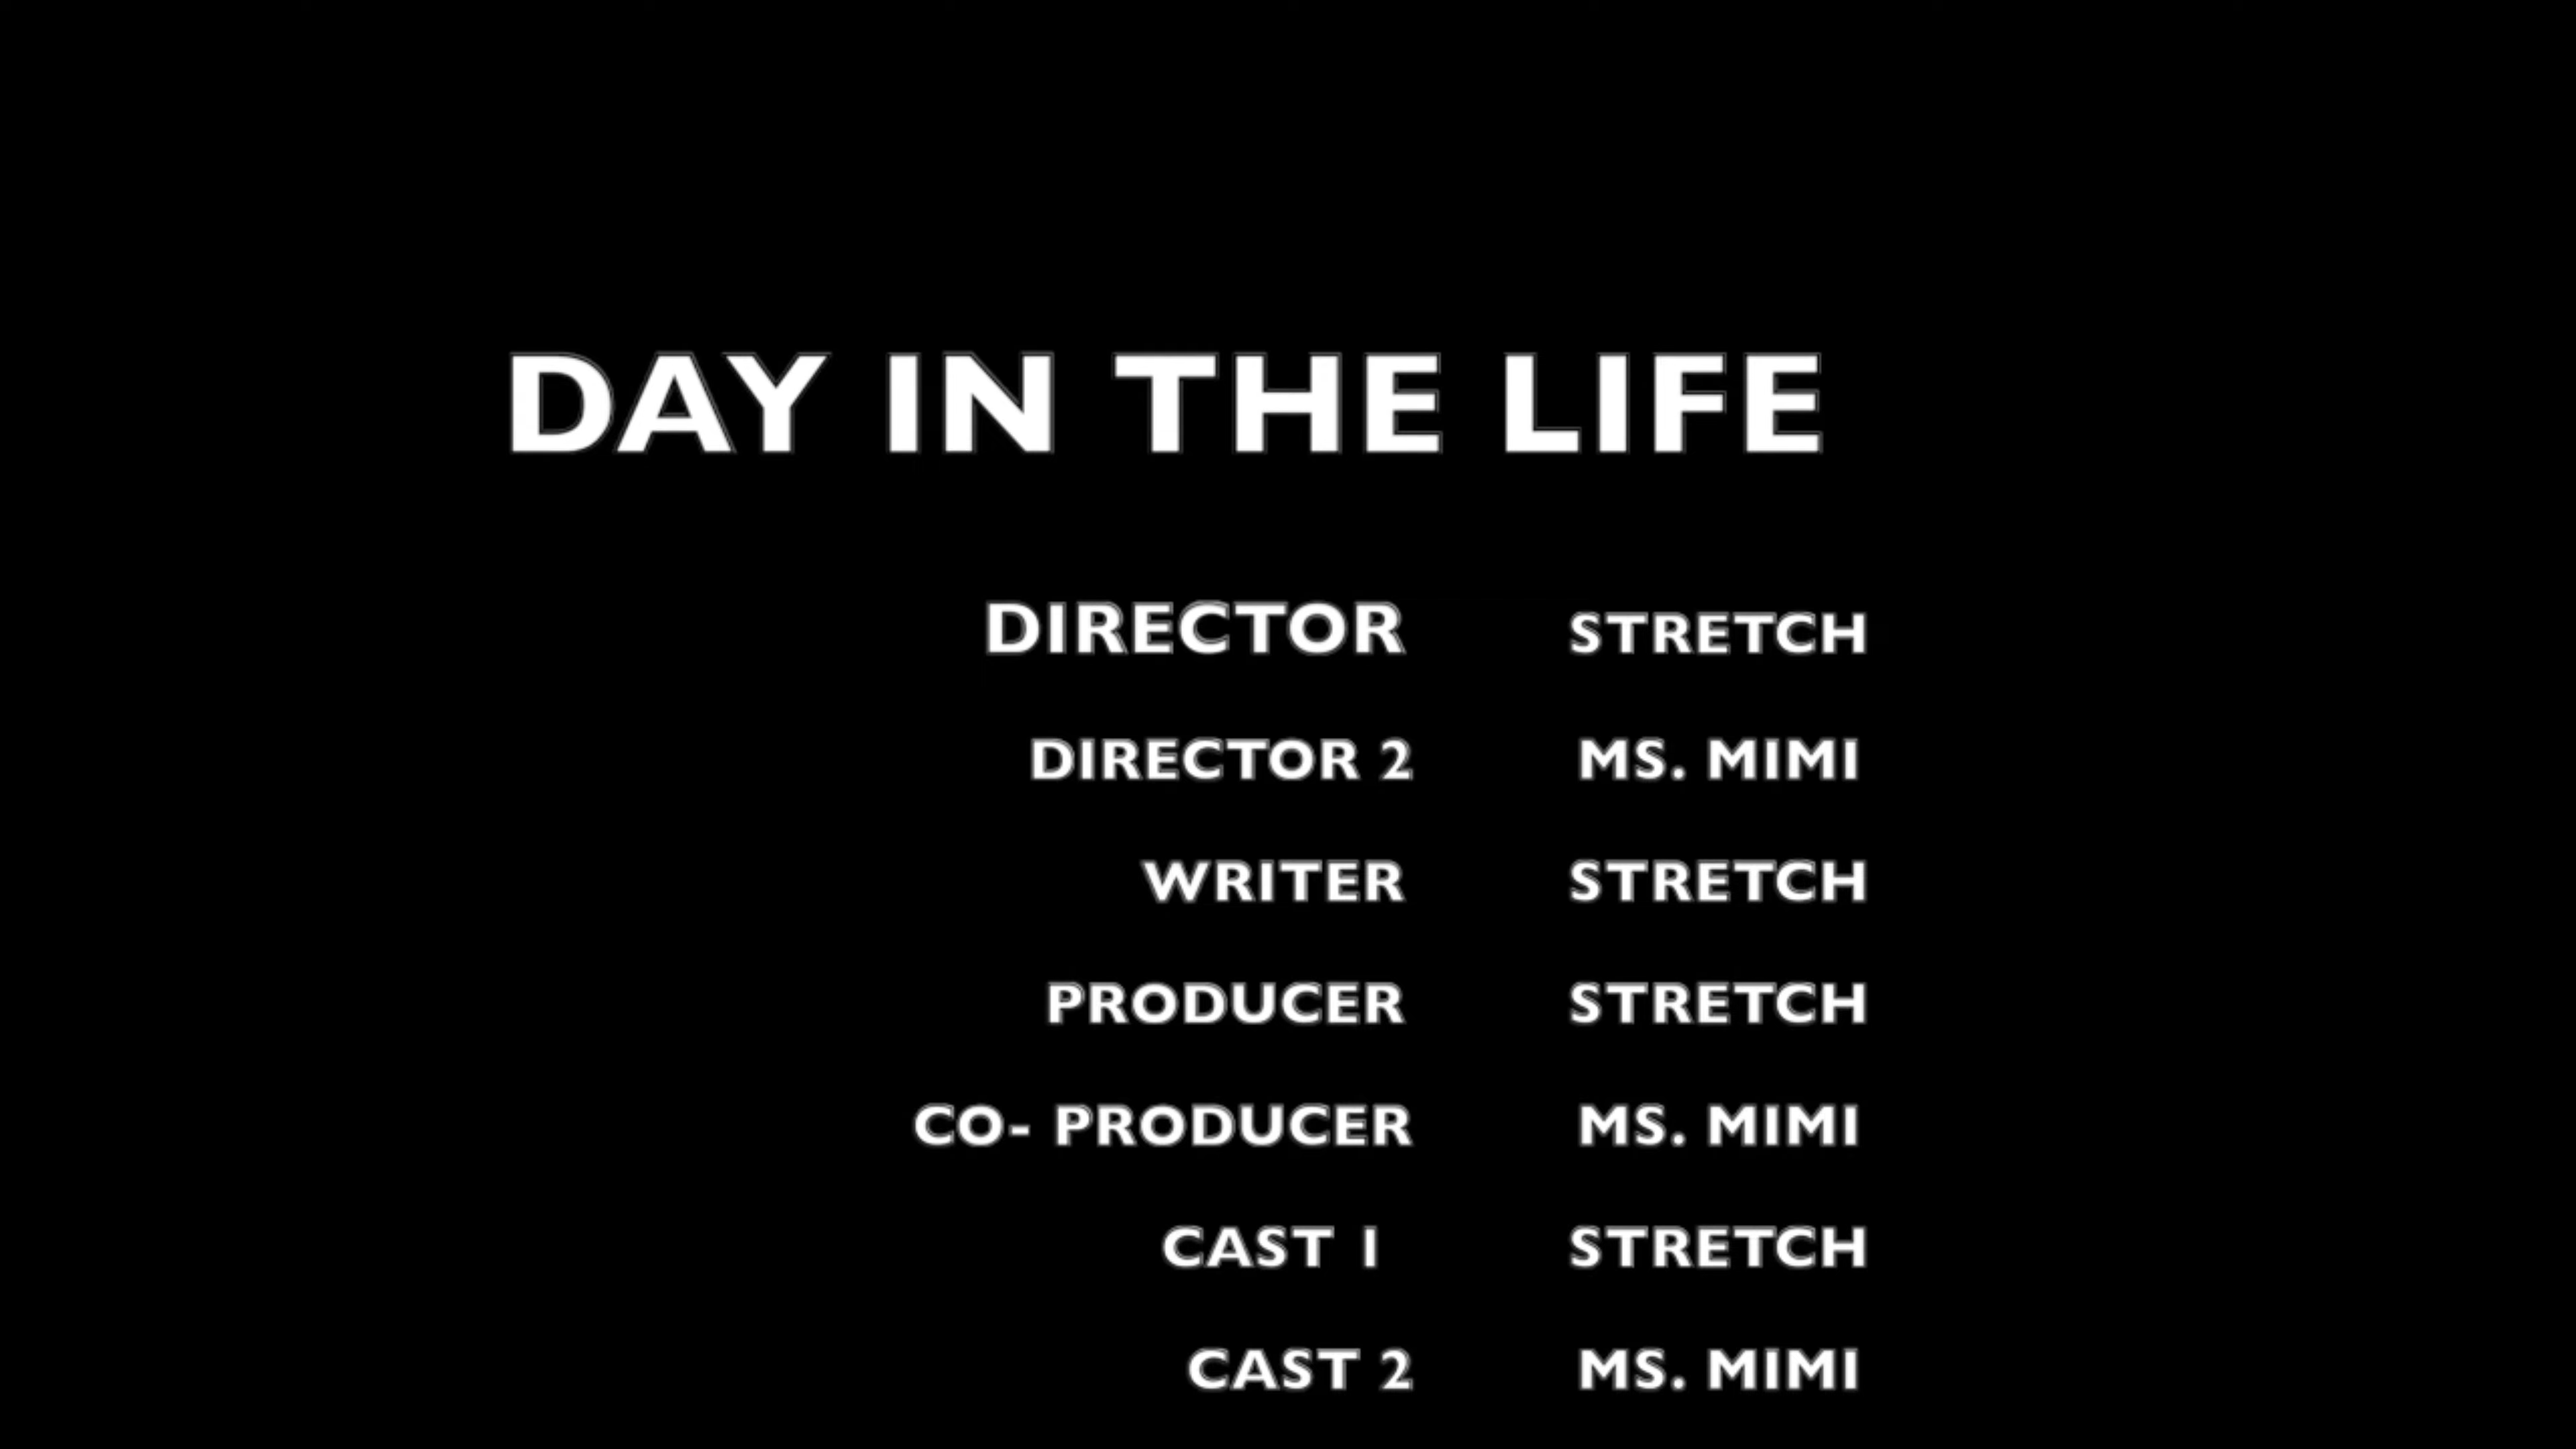 DAY IN THE LIFE
DIRECTOR STRETCH
DIRECTOR 2 MS. MIMI
WRITER STRETCH
PRODUCER STRETCH
CO- PRODUCER MS. MIMI
CAST 1 STRETCH
CAST 2 MS. MIMI